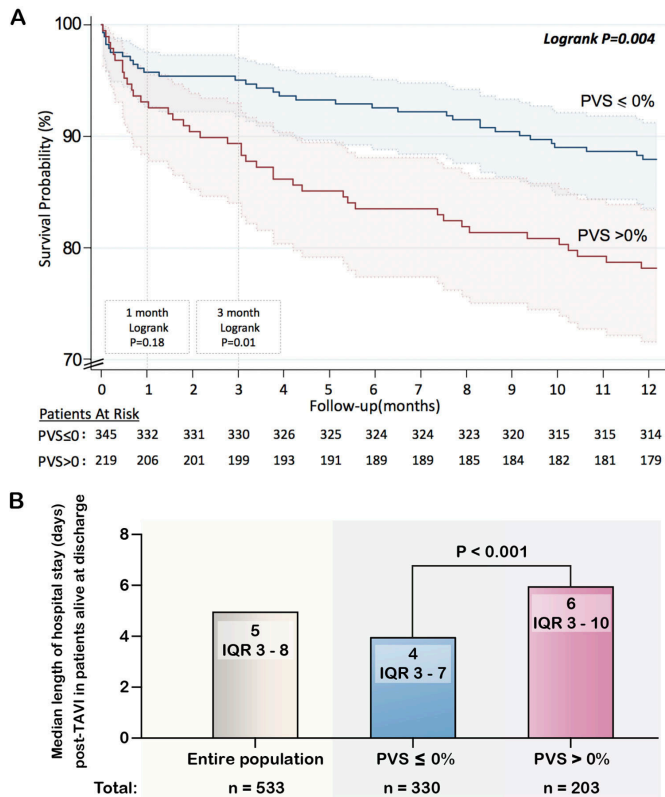 A
Logrank P=0.004
100
90
80
70
Survival Probability (%)
PVS ≤ 0%
PVS >0%
1 month
Logrank
P=0.18
3 month
Logrank
P=0.01
0 1 2 3 4 5 6 7 8 9 10 11 12
Follow-up(months)
Patients At Risk
PVS≤0: 345 332 331 330 326 325 324 324 323 320 315 315 314
PVS>0: 219 206 201 199 193 191 189 189 185 184 182 181 179
B
Median length of hospital stay (days)
post-TAVI in patients alive at discharge
8
6
4
2
0
P < 0.001
5
IQR 3 - 8
4
IQR 3 - 7
6
IQR 3 - 10
Entire population PVS ≤ 0% PVS > 0%
Total: n = 533 n = 330 n = 203